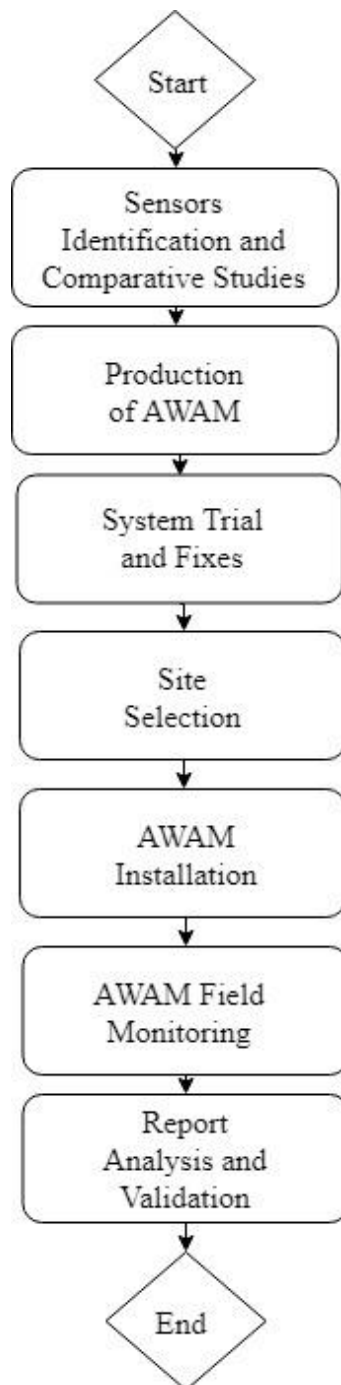 Start
Sensors
Identification and
Comparative Studies
Production
of AWAM
System Trial
and Fixes
Site
Selection
AWAM
Installation
AWAM Field
Monitoring
Report
Analysis and
Validation
End